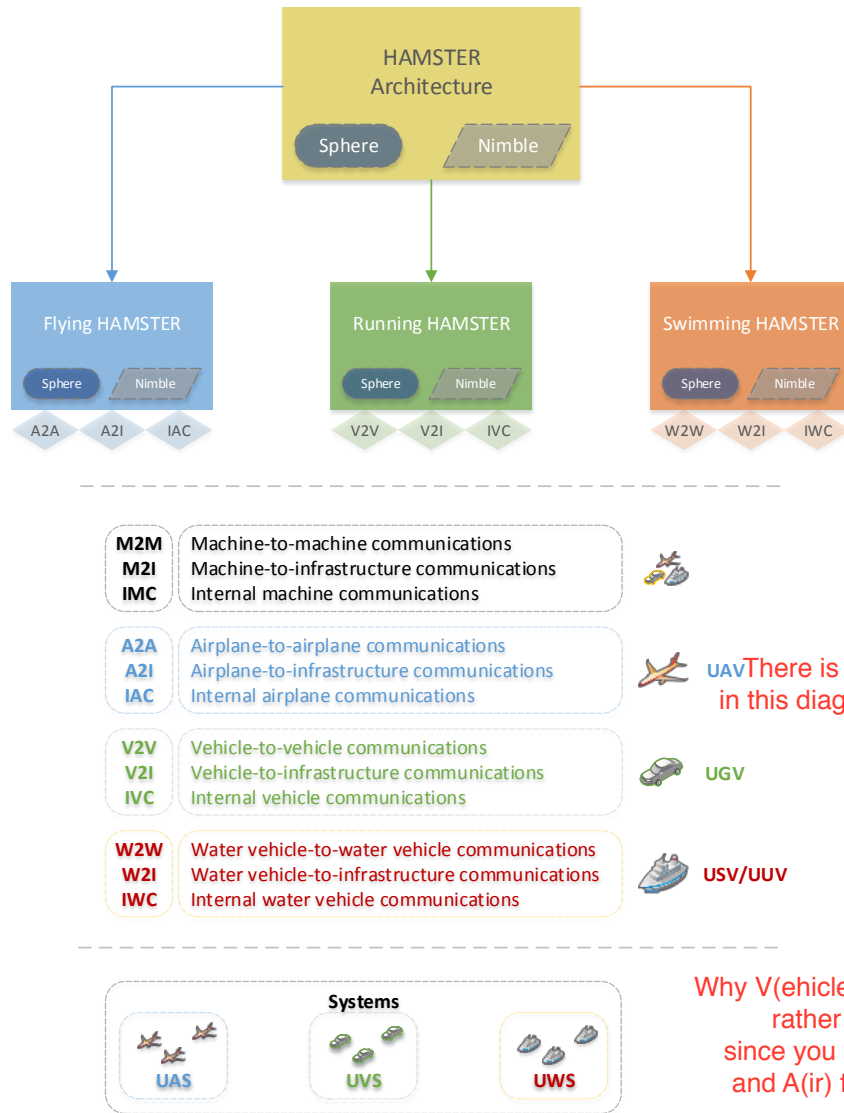 HAMSTER
Architecture
Sphere Nimble
Flying HAMSTER Running HAMSTER Swimming HAMSTER
Sphere Nimble Sphere Nimble Sphere Nimble
A2A A2I IAC V2V V2I IVC W2W W2I IWC
M2M Machine-to-machine communications
M2I Machine-to-infrastructure communications
IMC Internal machine communications
A2A Airplane-to-airplane communications
A2I Airplane-to-infrastructure communications
IAC Internal airplane communications
UAV
There is
in this diag
V2V Vehicle-to-vehicle communications
V2I Vehicle-to-infrastructure communications
IVC Internal vehicle communications
UGV
W2W Water vehicle-to-water vehicle communications
W2I Water vehicle-to-infrastructure communications
IWC Internal water vehicle communications
USV/UUV
Systems
UAS UVS UWS
Why V(ehicle
rather
since you
and A(ir) f